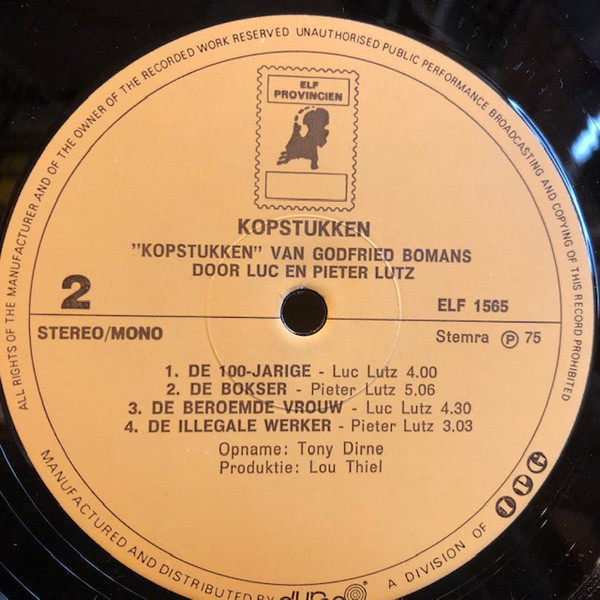 ALL RIGHTS OF THE MANUFACTURER AND OF THE OWNER OF THE RECORDED WORK RESERVED UNAUTHORISED PUBLIC PERFORMANCE BROADCASTING AND COPYING OF THIS RECORD PROHIBITED
ELF
PROVINCIEN
KOPSTUKKEN
"KOPSTUKKEN" VAN GODFRIED BOMANS
DOOR LUC EN PIETER LUTZ
2
ELF 1565
STEREO/MONO
Stemra Ⓟ 75
1. DE 100-JARIGE - Luc Lutz 4.00
2. DE BOKSER - Pieter Lutz 5.06
3. DE BEROEMDE VROUW - Luc Lutz 4.30
4. DE ILLEGALE WERKER - Pieter Lutz 3.03
Opname: Tony Dirne
Produktie: Lou Thiel
MANUFACTURED AND DISTRIBUTED BY dureco A DIVISION OF